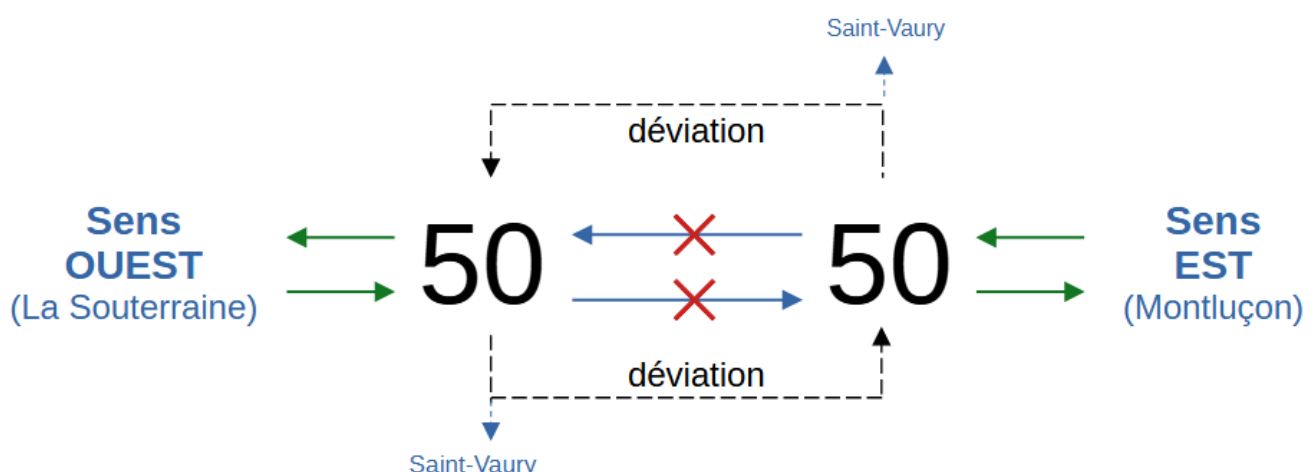 Saint-Vaury
déviation
Sens
OUEST
(La Souterraine)
50
50
Sens
EST
(Montluçon)
déviation
Saint-Vaury